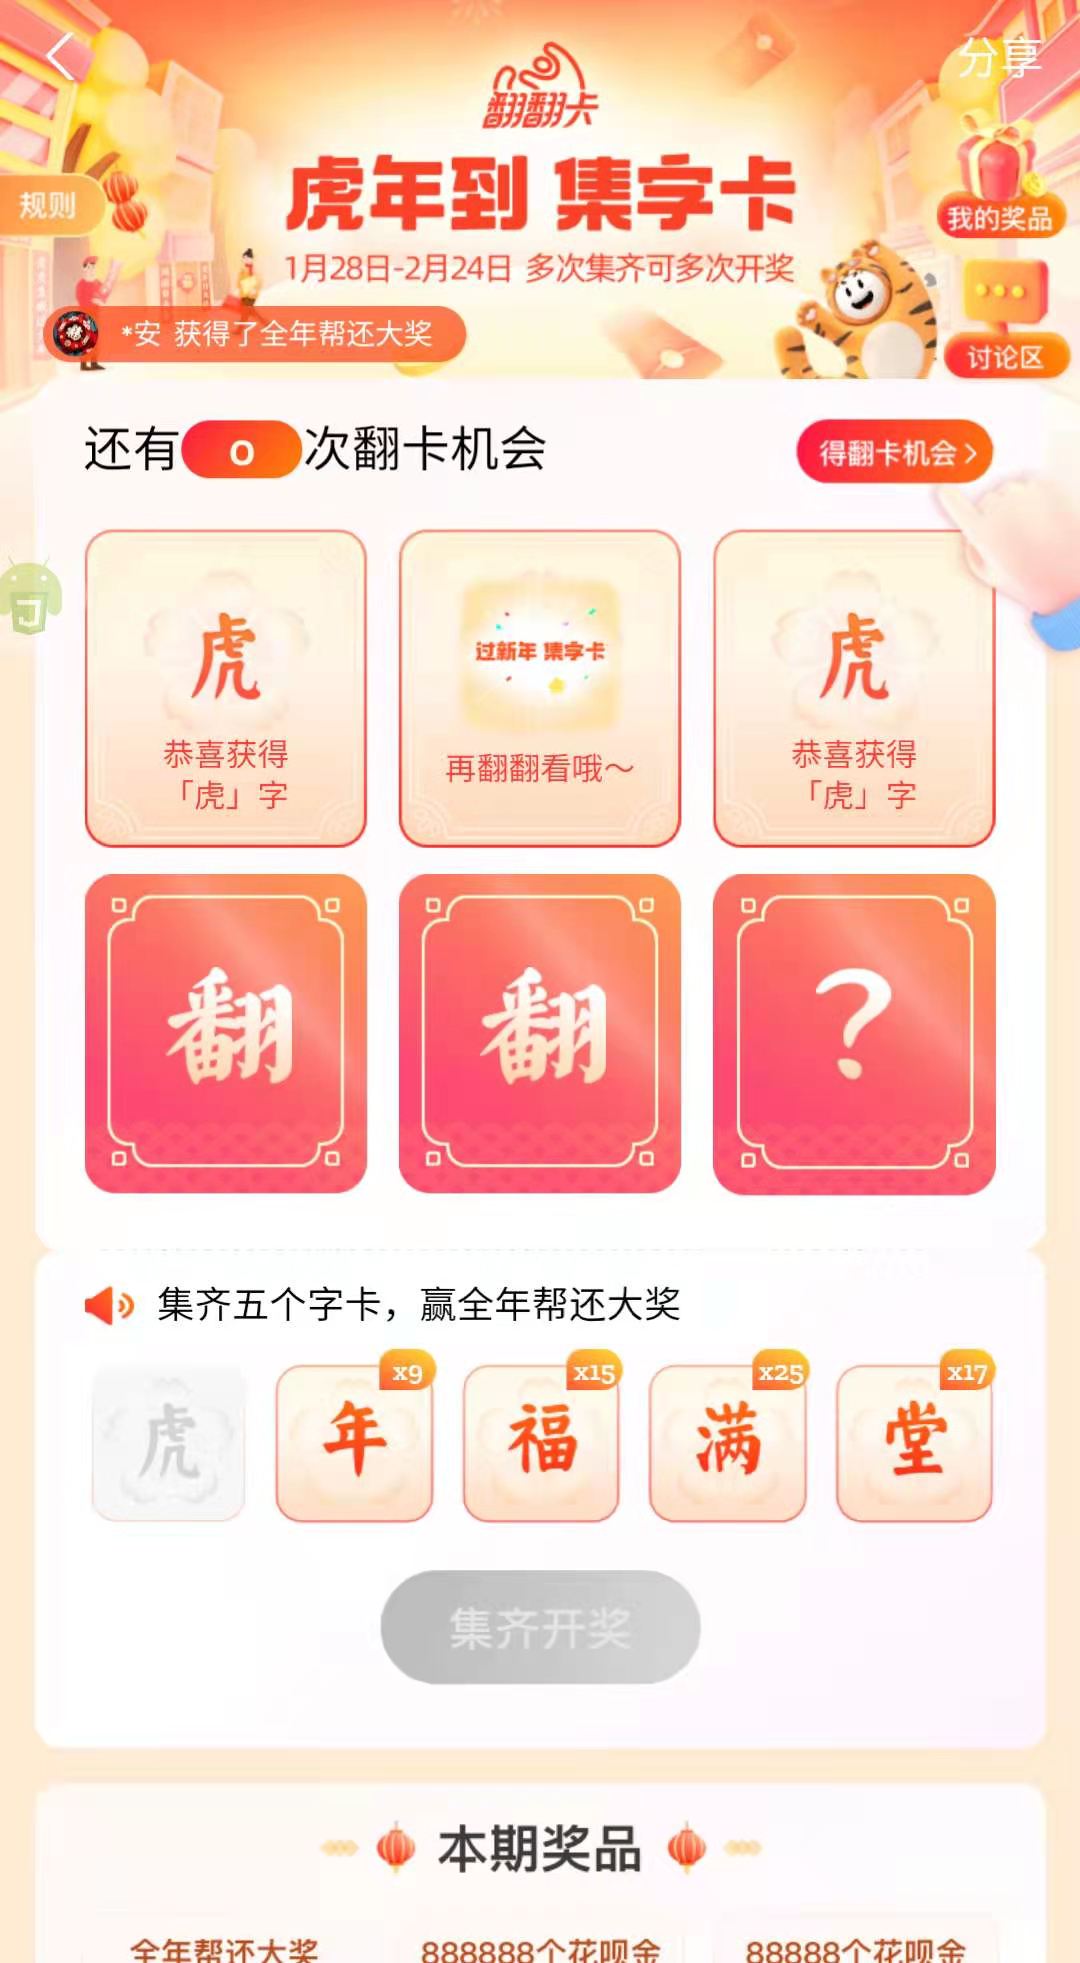 分享
翻翻卡
虎年到 集字卡
规则
我的奖品
1月28日-2月24日 多次集齐可多次开奖
*安 获得了全年帮还大奖
讨论区
还有0次翻卡机会
得翻卡机会>
虎
恭喜获得
「虎」字
过新年 集字卡
再翻翻看哦～
虎
恭喜获得
「虎」字
翻
翻
?
集齐五个字卡，赢全年帮还大奖
虎
年
x9
福
x15
满
x25
堂
x17
集齐开奖
本期奖品
全年帮还大奖
888888个花呗金
88888个花呗金